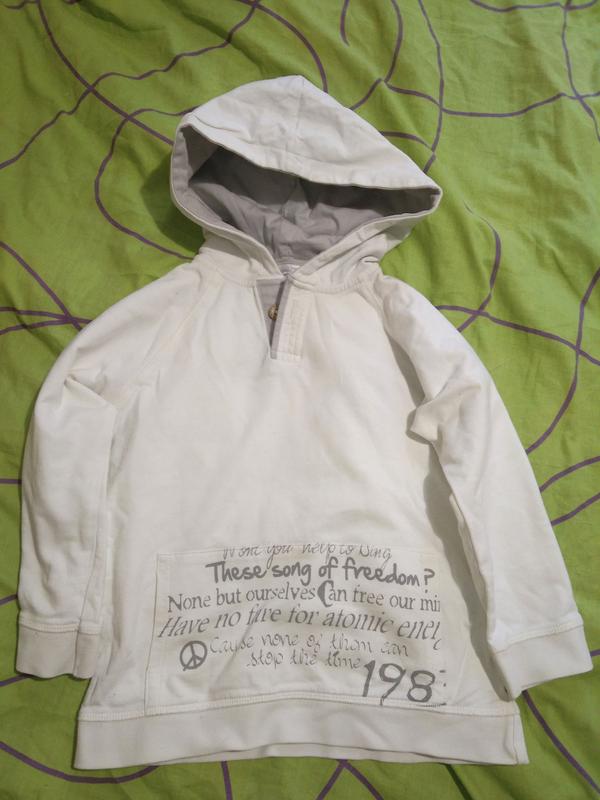 Wont you help to Sing
These song of freedom?
None but ourselves Can free our mi
Have no fire for atomic ener
Cause none of them can
stop the time
198